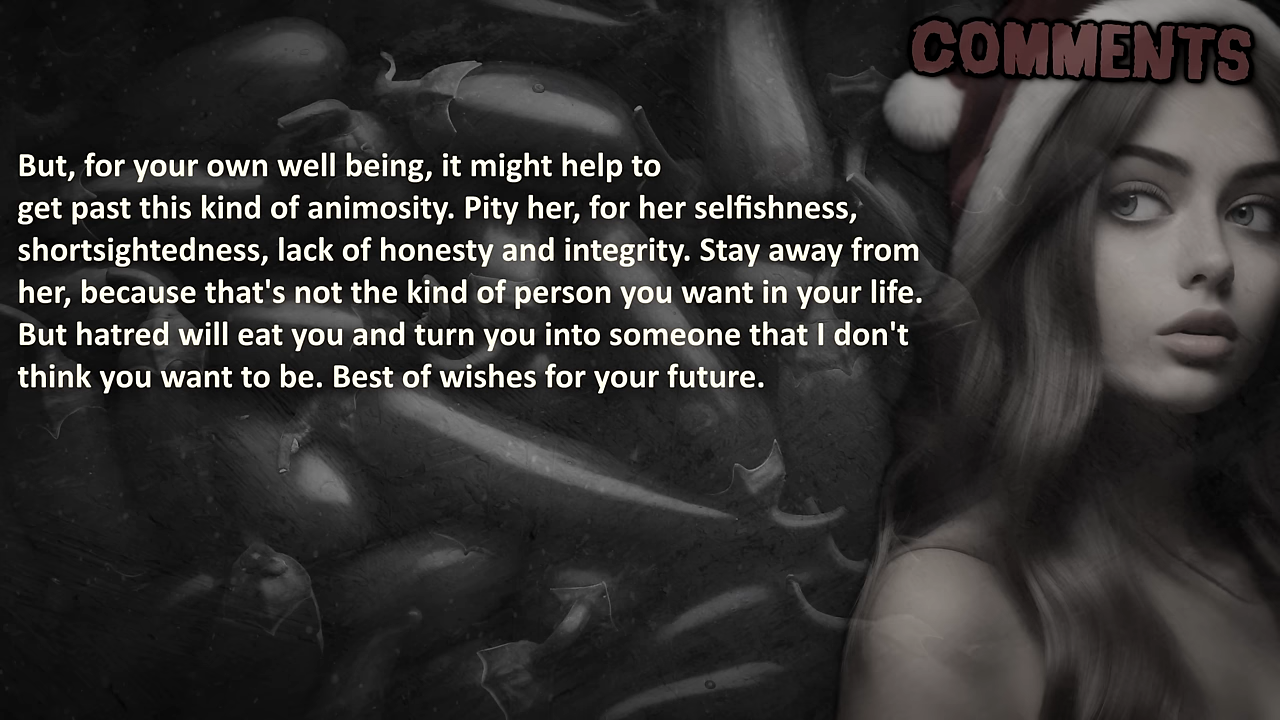 COMMENTS
But, for your own well being, it might help to
get past this kind of animosity. Pity her, for her selfishness,
shortsightedness, lack of honesty and integrity. Stay away from
her, because that's not the kind of person you want in your life.
But hatred will eat you and turn you into someone that I don't
think you want to be. Best of wishes for your future.